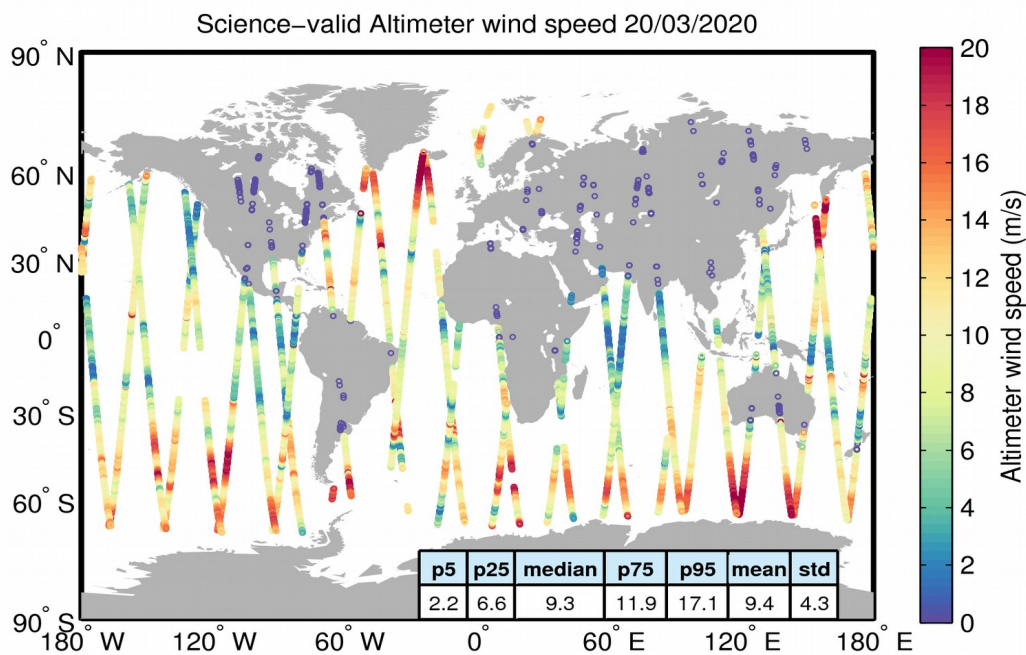 Science−valid Altimeter wind speed 20/03/2020
90° N
60° N
30° N
0°
30° S
60° S
90° S
180° W
120° W
60° W
0°
60° E
120° E
180° E
p5 p25 median p75 p95 mean std
2.2 6.6 9.3 11.9 17.1 9.4 4.3
20
18
16
14
12
10
8
6
4
2
0
Altimeter wind speed (m/s)